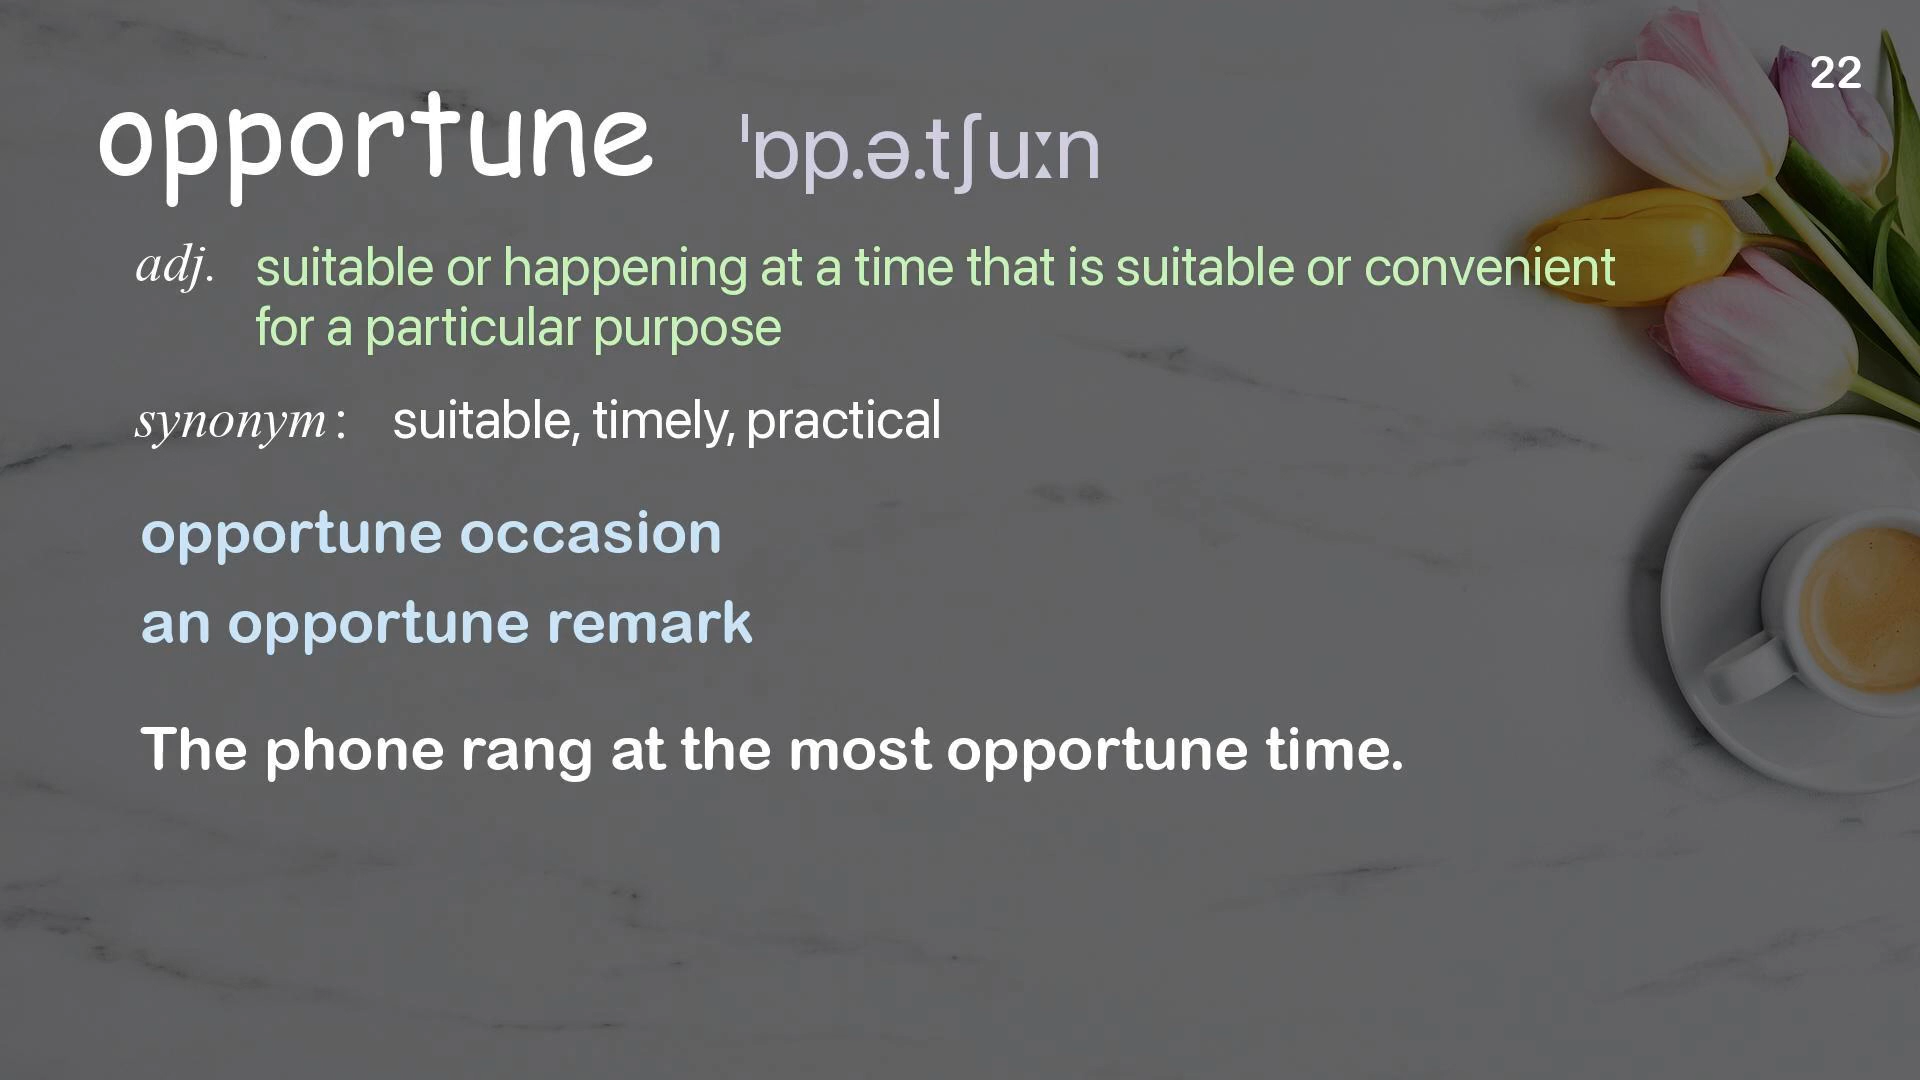 22
opportune ˈɒp.ə.tʃuːn
adj. suitable or happening at a time that is suitable or convenient
for a particular purpose
synonym: suitable, timely, practical
opportune occasion
an opportune remark
The phone rang at the most opportune time.